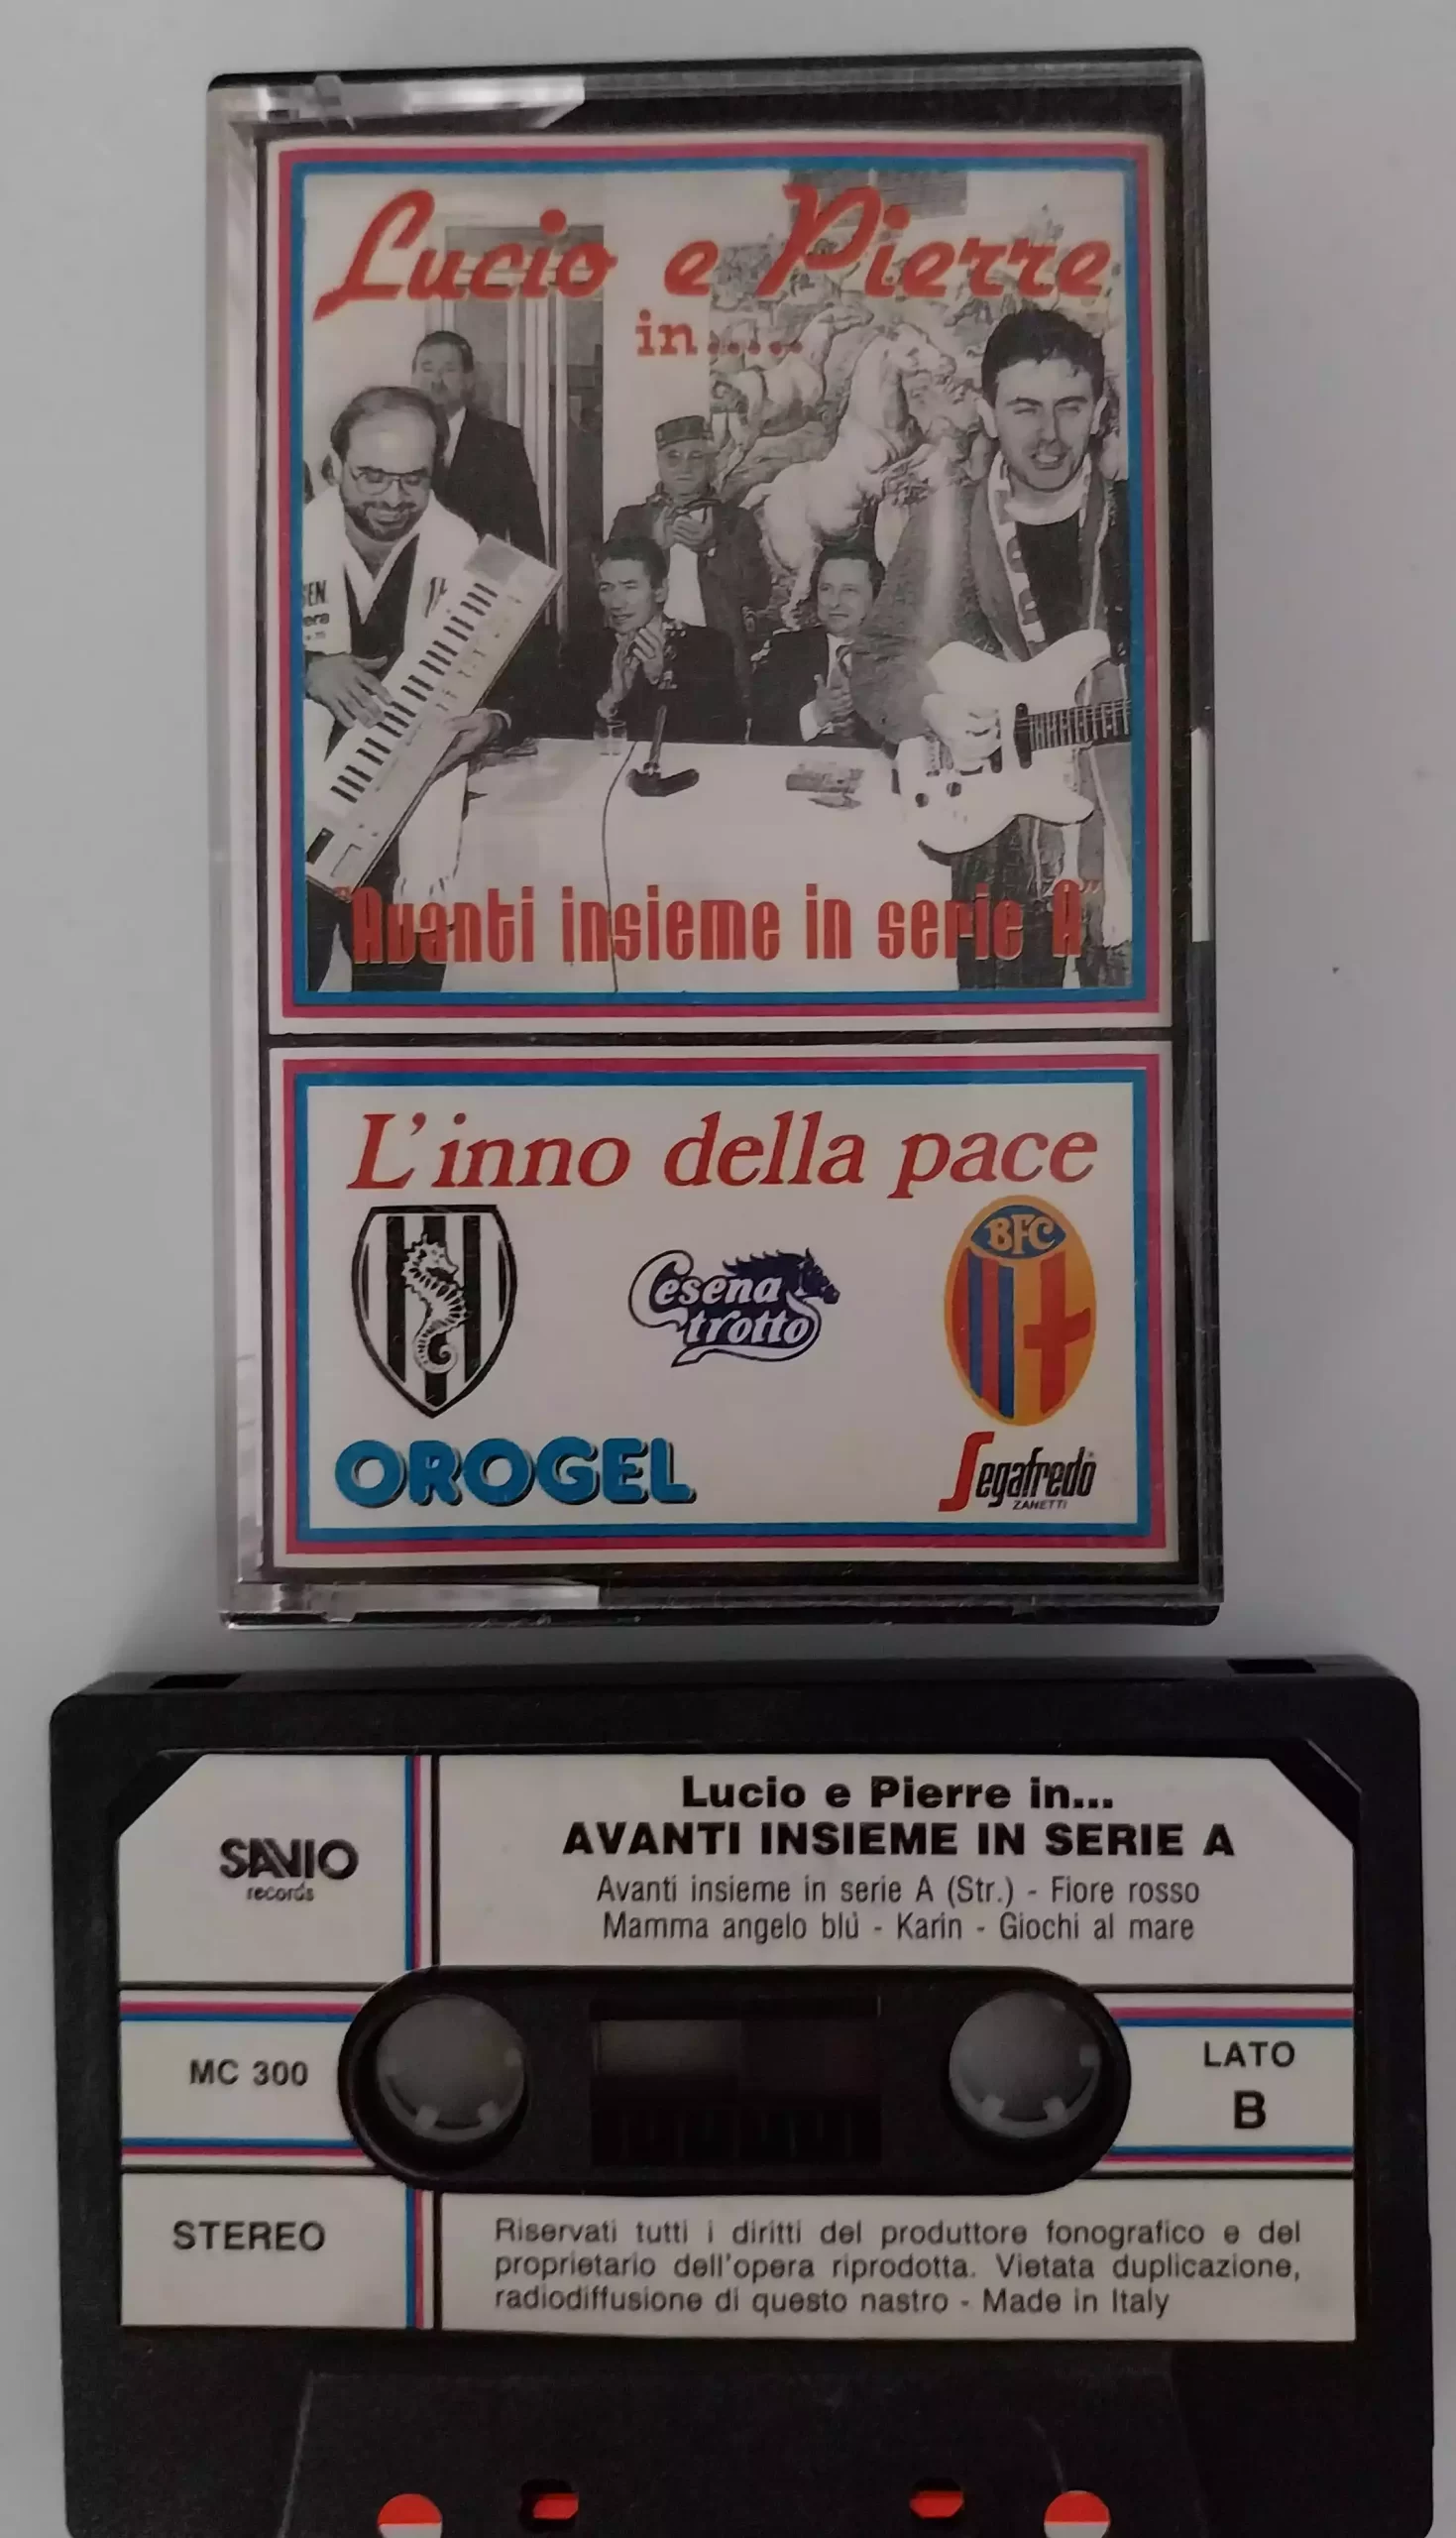 Lucio e Pierre
in.....
"Avanti insieme in serie A"
L'inno della pace
BFC
Cesena
trotto
OROGEL
Segafredo
ZANETTI
Lucio e Pierre in...
AVANTI INSIEME IN SERIE A
SAVIO
records
Avanti insieme in serie A (Str.) - Fiore rosso
Mamma angelo blù - Karin - Giochi al mare
MC 300
LATO
B
STEREO
Riservati tutti i diritti del produttore fonografico e del
proprietario dell'opera riprodotta. Vietata duplicazione,
radiodiffusione di questo nastro - Made in Italy